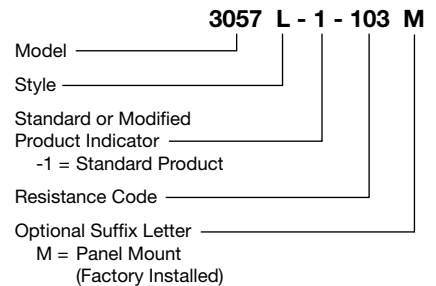 3057 L - 1 - 103 M
Model
Style
Standard or Modified
Product Indicator
-1 = Standard Product
Resistance Code
Optional Suffix Letter
M = Panel Mount
(Factory Installed)